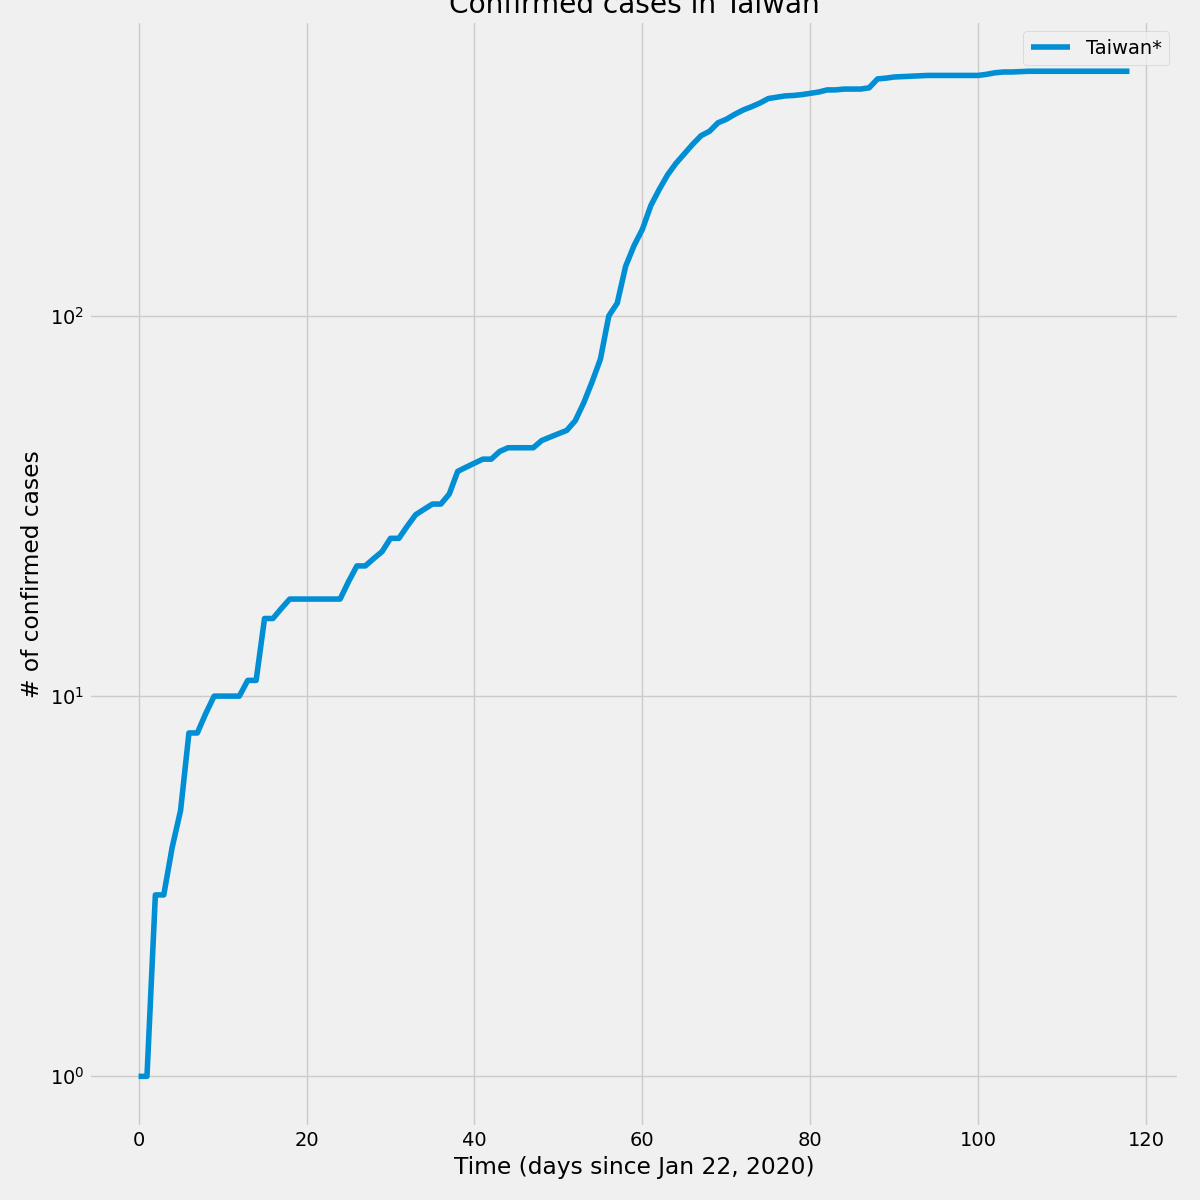 Confirmed cases in Taiwan
Taiwan*
# of confirmed cases
10²
10¹
10⁰
0 20 40 60 80 100 120
Time (days since Jan 22, 2020)